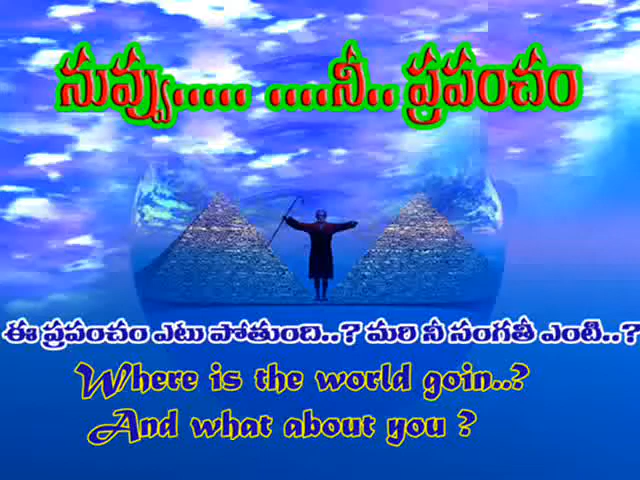 నువ్వు..... ....నీ.. ప్రపంచం
ఈ ప్రపంచం ఎటు పోతుంది..? మరి నీ సంగతీ ఎంటి..?
Where is the world goin..?
And what about you ?